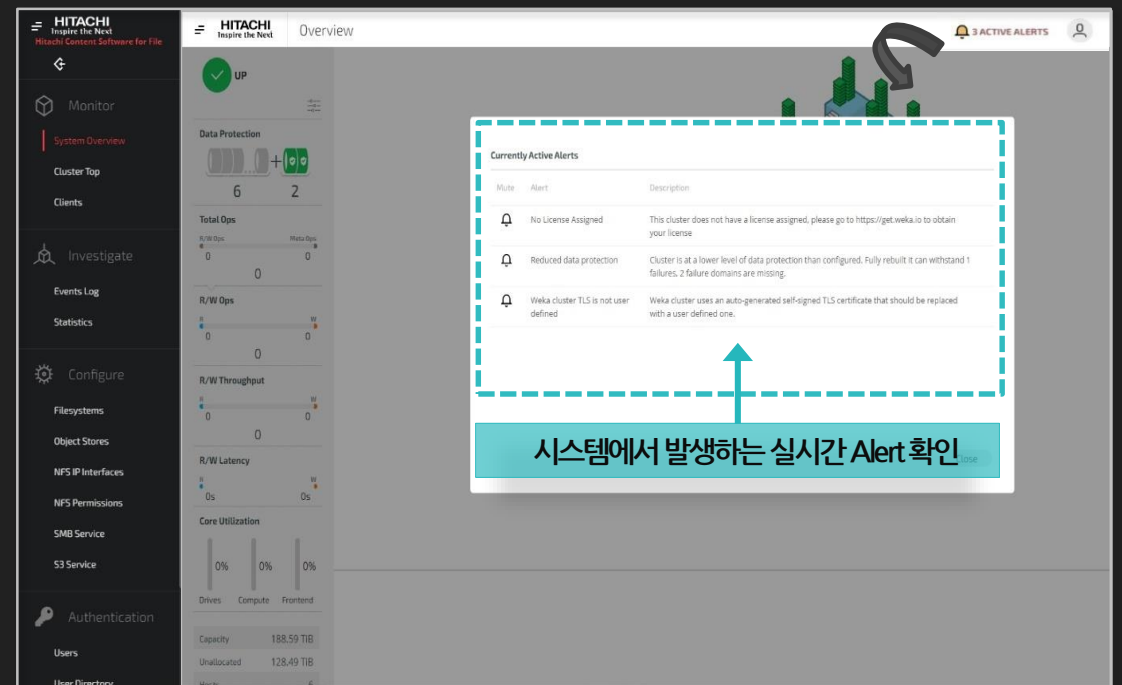 HITACHI
Inspire the Next
Hitachi Content Software for File
Monitor
System Overview
Cluster Top
Clients
Investigate
Events Log
Statistics
Configure
Filesystems
Object Stores
NFS IP Interfaces
NFS Permissions
SMB Service
S3 Service
Authentication
Users
User Directory
HITACHI
Inspire the Next
Overview
3 ACTIVE ALERTS
UP
Data Protection
+
6 2
Total Ops
R/W Ops Meta Ops
0 0
0
R/W Ops
R W
0 0
0
R/W Throughput
R W
0 0
0
R/W Latency
R W
0s 0s
Core Utilization
0% 0% 0%
Drives Compute Frontend
Capacity 188.59 TiB
Unallocated 128.49 TiB
Hosts 6
Currently Active Alerts
Mute Alert Description
No License Assigned This cluster does not have a license assigned, please go to https://get.weka.io to obtain
your license
Reduced data protection Cluster is at a lower level of data protection than configured. Fully rebuilt it can withstand 1
failures, 2 failure domains are missing.
Weka cluster TLS is not user Weka cluster uses an auto-generated self-signed TLS certificate that should be replaced
defined with a user defined one.
시스템에서 발생하는 실시간 Alert 확인
Close